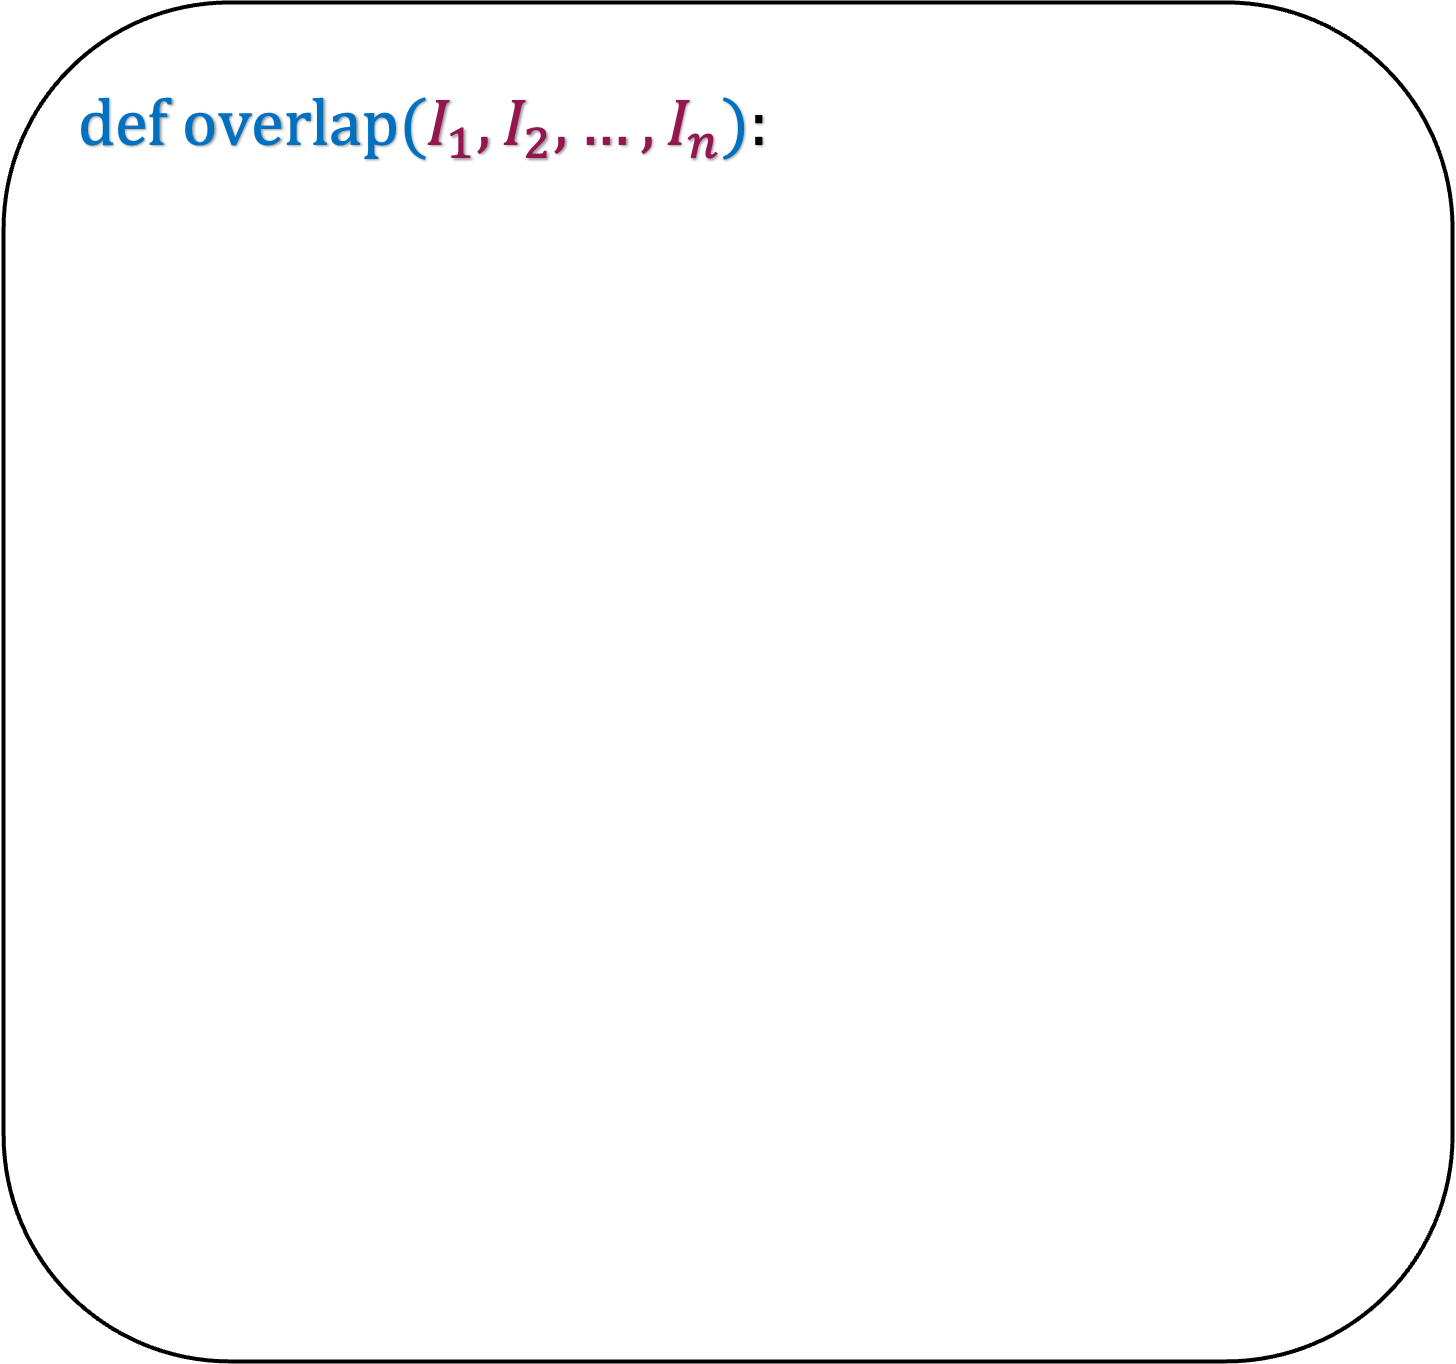 def overlap(I₁, I₂, … , Iₙ):